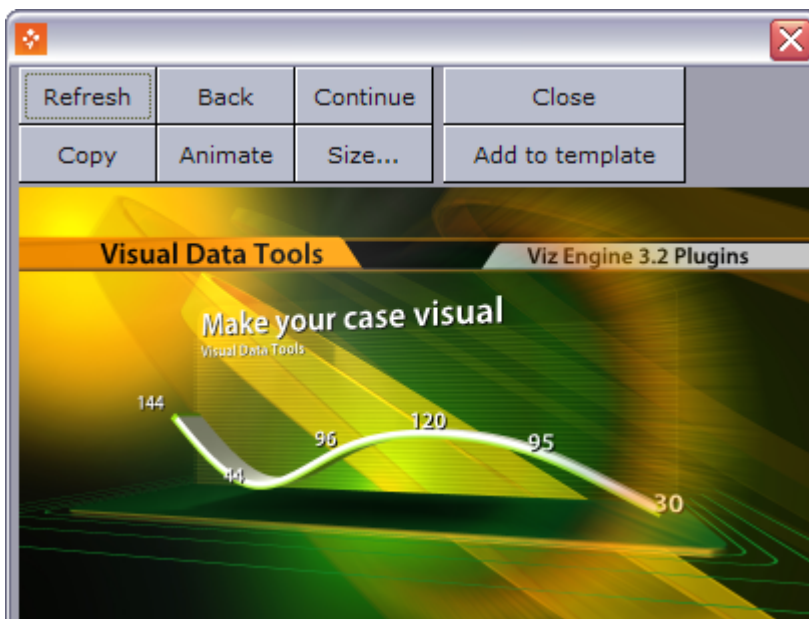 Refresh Back Continue Close
Copy Animate Size... Add to template
Visual Data Tools Viz Engine 3.2 Plugins
Make your case visual
Visual Data Tools
144
44
96
120
95
30